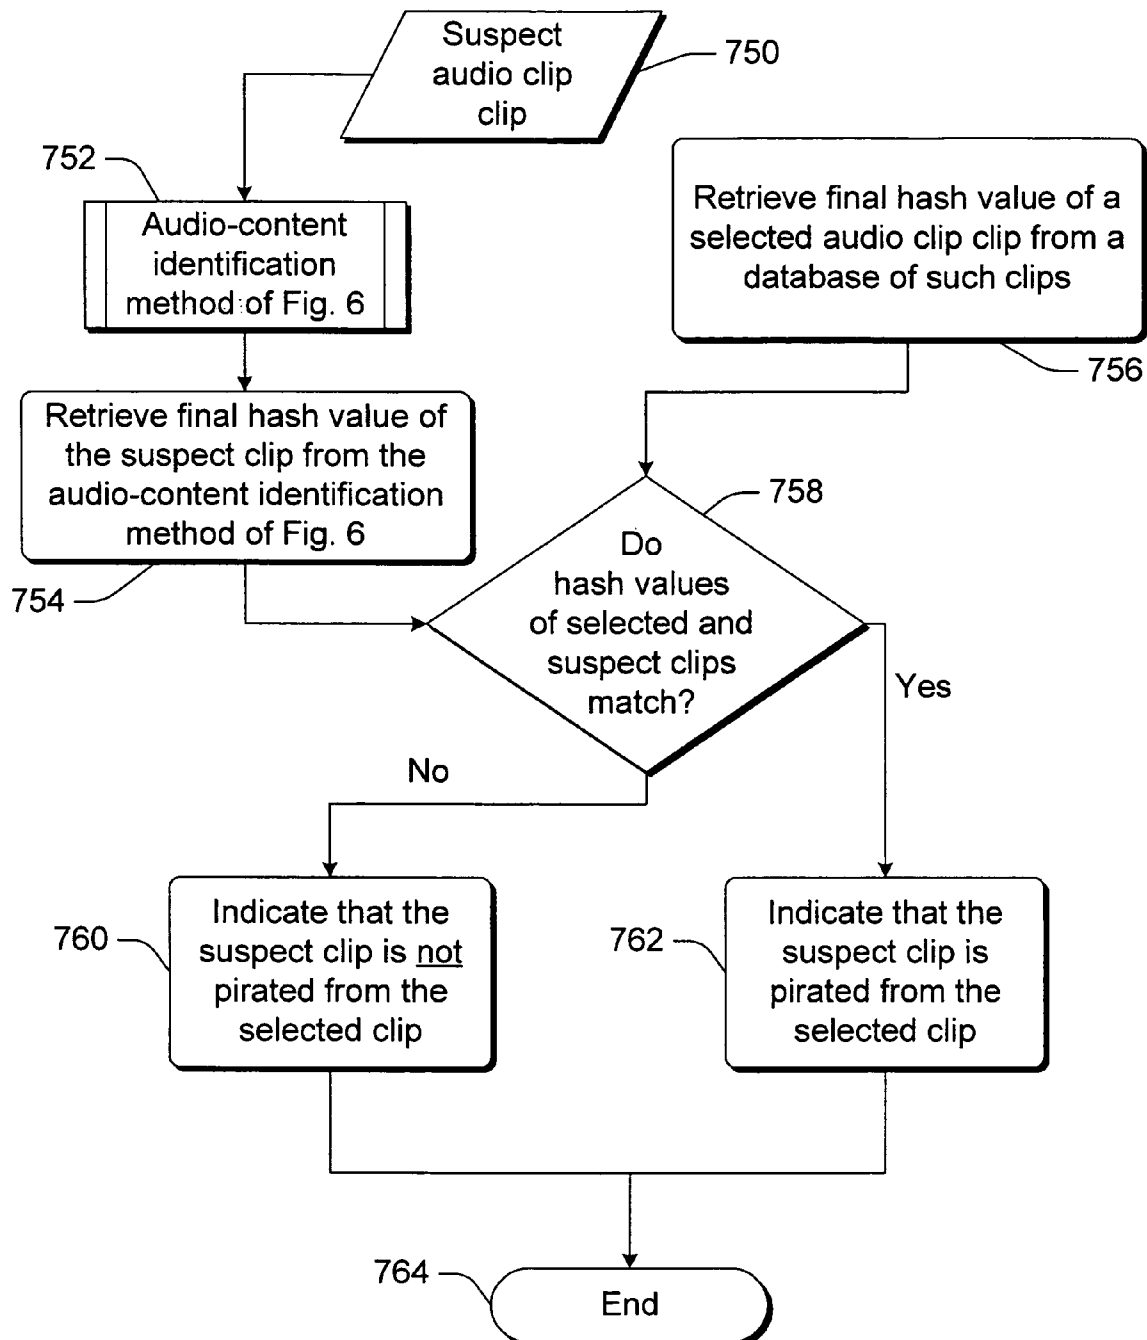 Suspect
audio clip
clip
750
752
Audio-content
identification
method of Fig. 6
Retrieve final hash value of a
selected audio clip clip from a
database of such clips
756
Retrieve final hash value of
the suspect clip from the
audio-content identification
method of Fig. 6
754
758
Do
hash values
of selected and
suspect clips
match?
Yes
No
760
Indicate that the
suspect clip is not
pirated from the
selected clip
762
Indicate that the
suspect clip is
pirated from the
selected clip
764
End